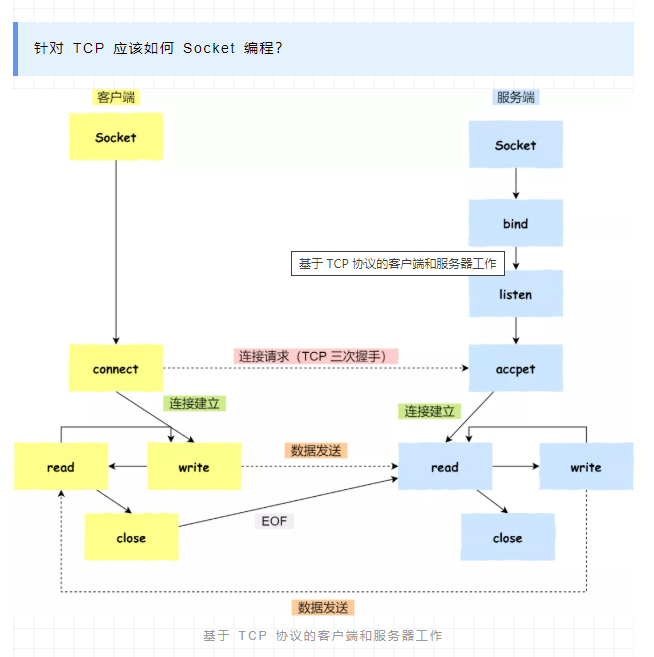 针对 TCP 应该如何 Socket 编程？
客户端
服务端
Socket
Socket
bind
基于 TCP 协议的客户端和服务器工作
listen
连接请求（TCP 三次握手）
connect
accpet
连接建立
连接建立
数据发送
read
write
read
write
EOF
close
close
数据发送
基于 TCP 协议的客户端和服务器工作